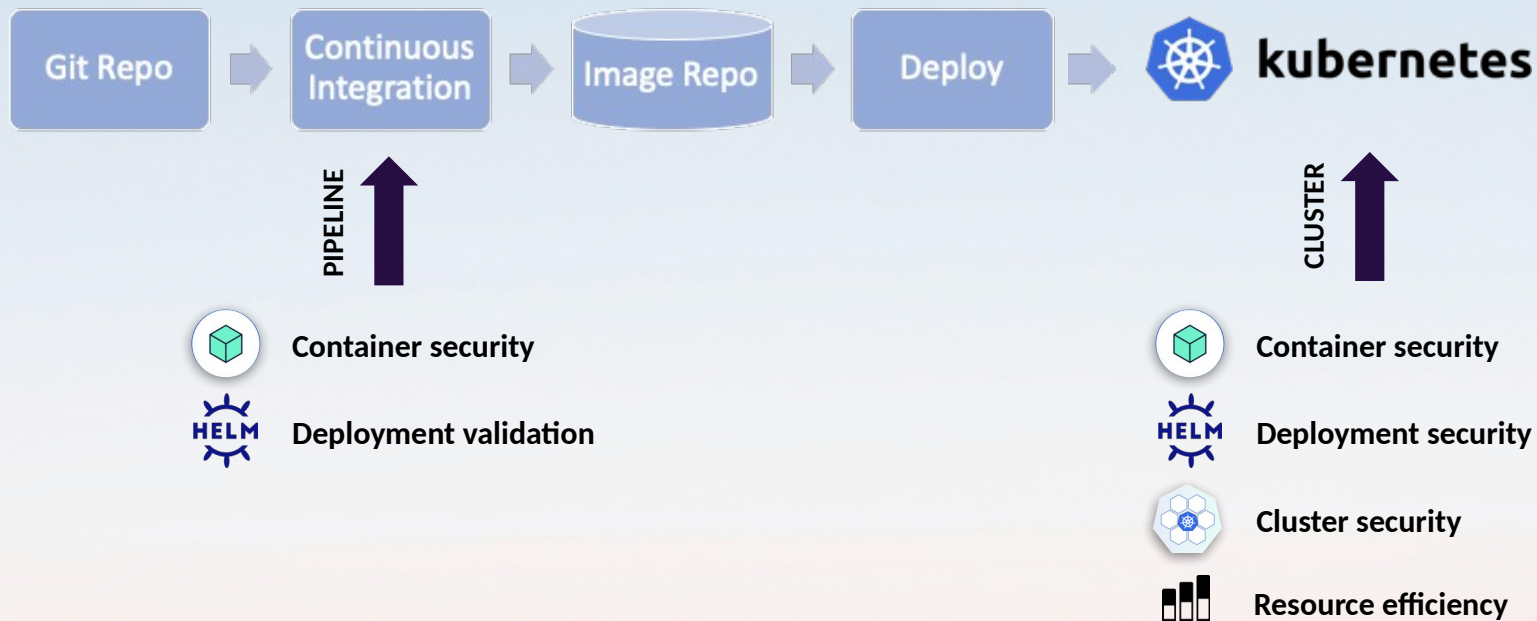 Git Repo
Continuous
Integration
Image Repo
Deploy
kubernetes
PIPELINE
CLUSTER
Container security
HELM
Deployment validation
Container security
HELM
Deployment security
Cluster security
Resource efficiency